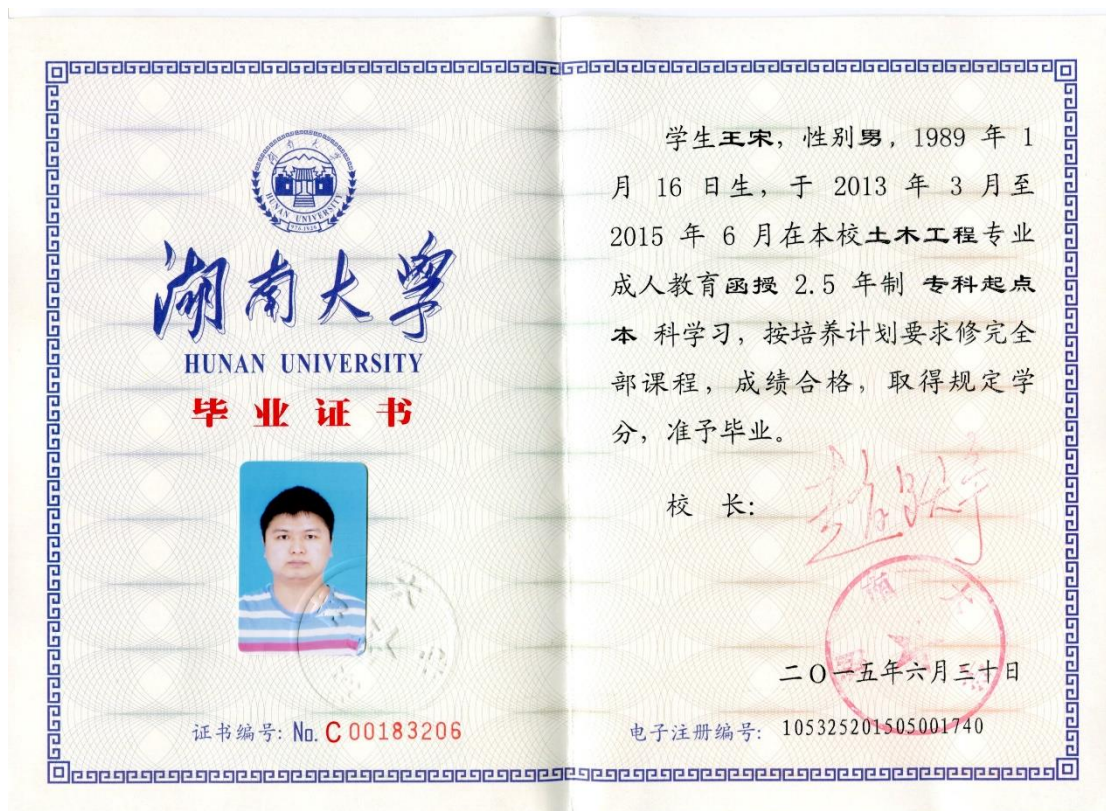 湖南大学
HUNAN UNIVERSITY
湖南大学
HUNAN UNIVERSITY
毕业证书
证书编号: No. C 00183206
学生王宋, 性别男, 1989 年 1
月 16 日生, 于 2013 年 3 月至
2015 年 6 月在本校土木工程专业
成人教育函授 2.5 年制 专科起点
本 科学习, 按培养计划要求修完全
部课程, 成绩合格, 取得规定学
分, 准予毕业。
校 长:
二〇一五年六月三十日
电子注册编号: 105325201505001740